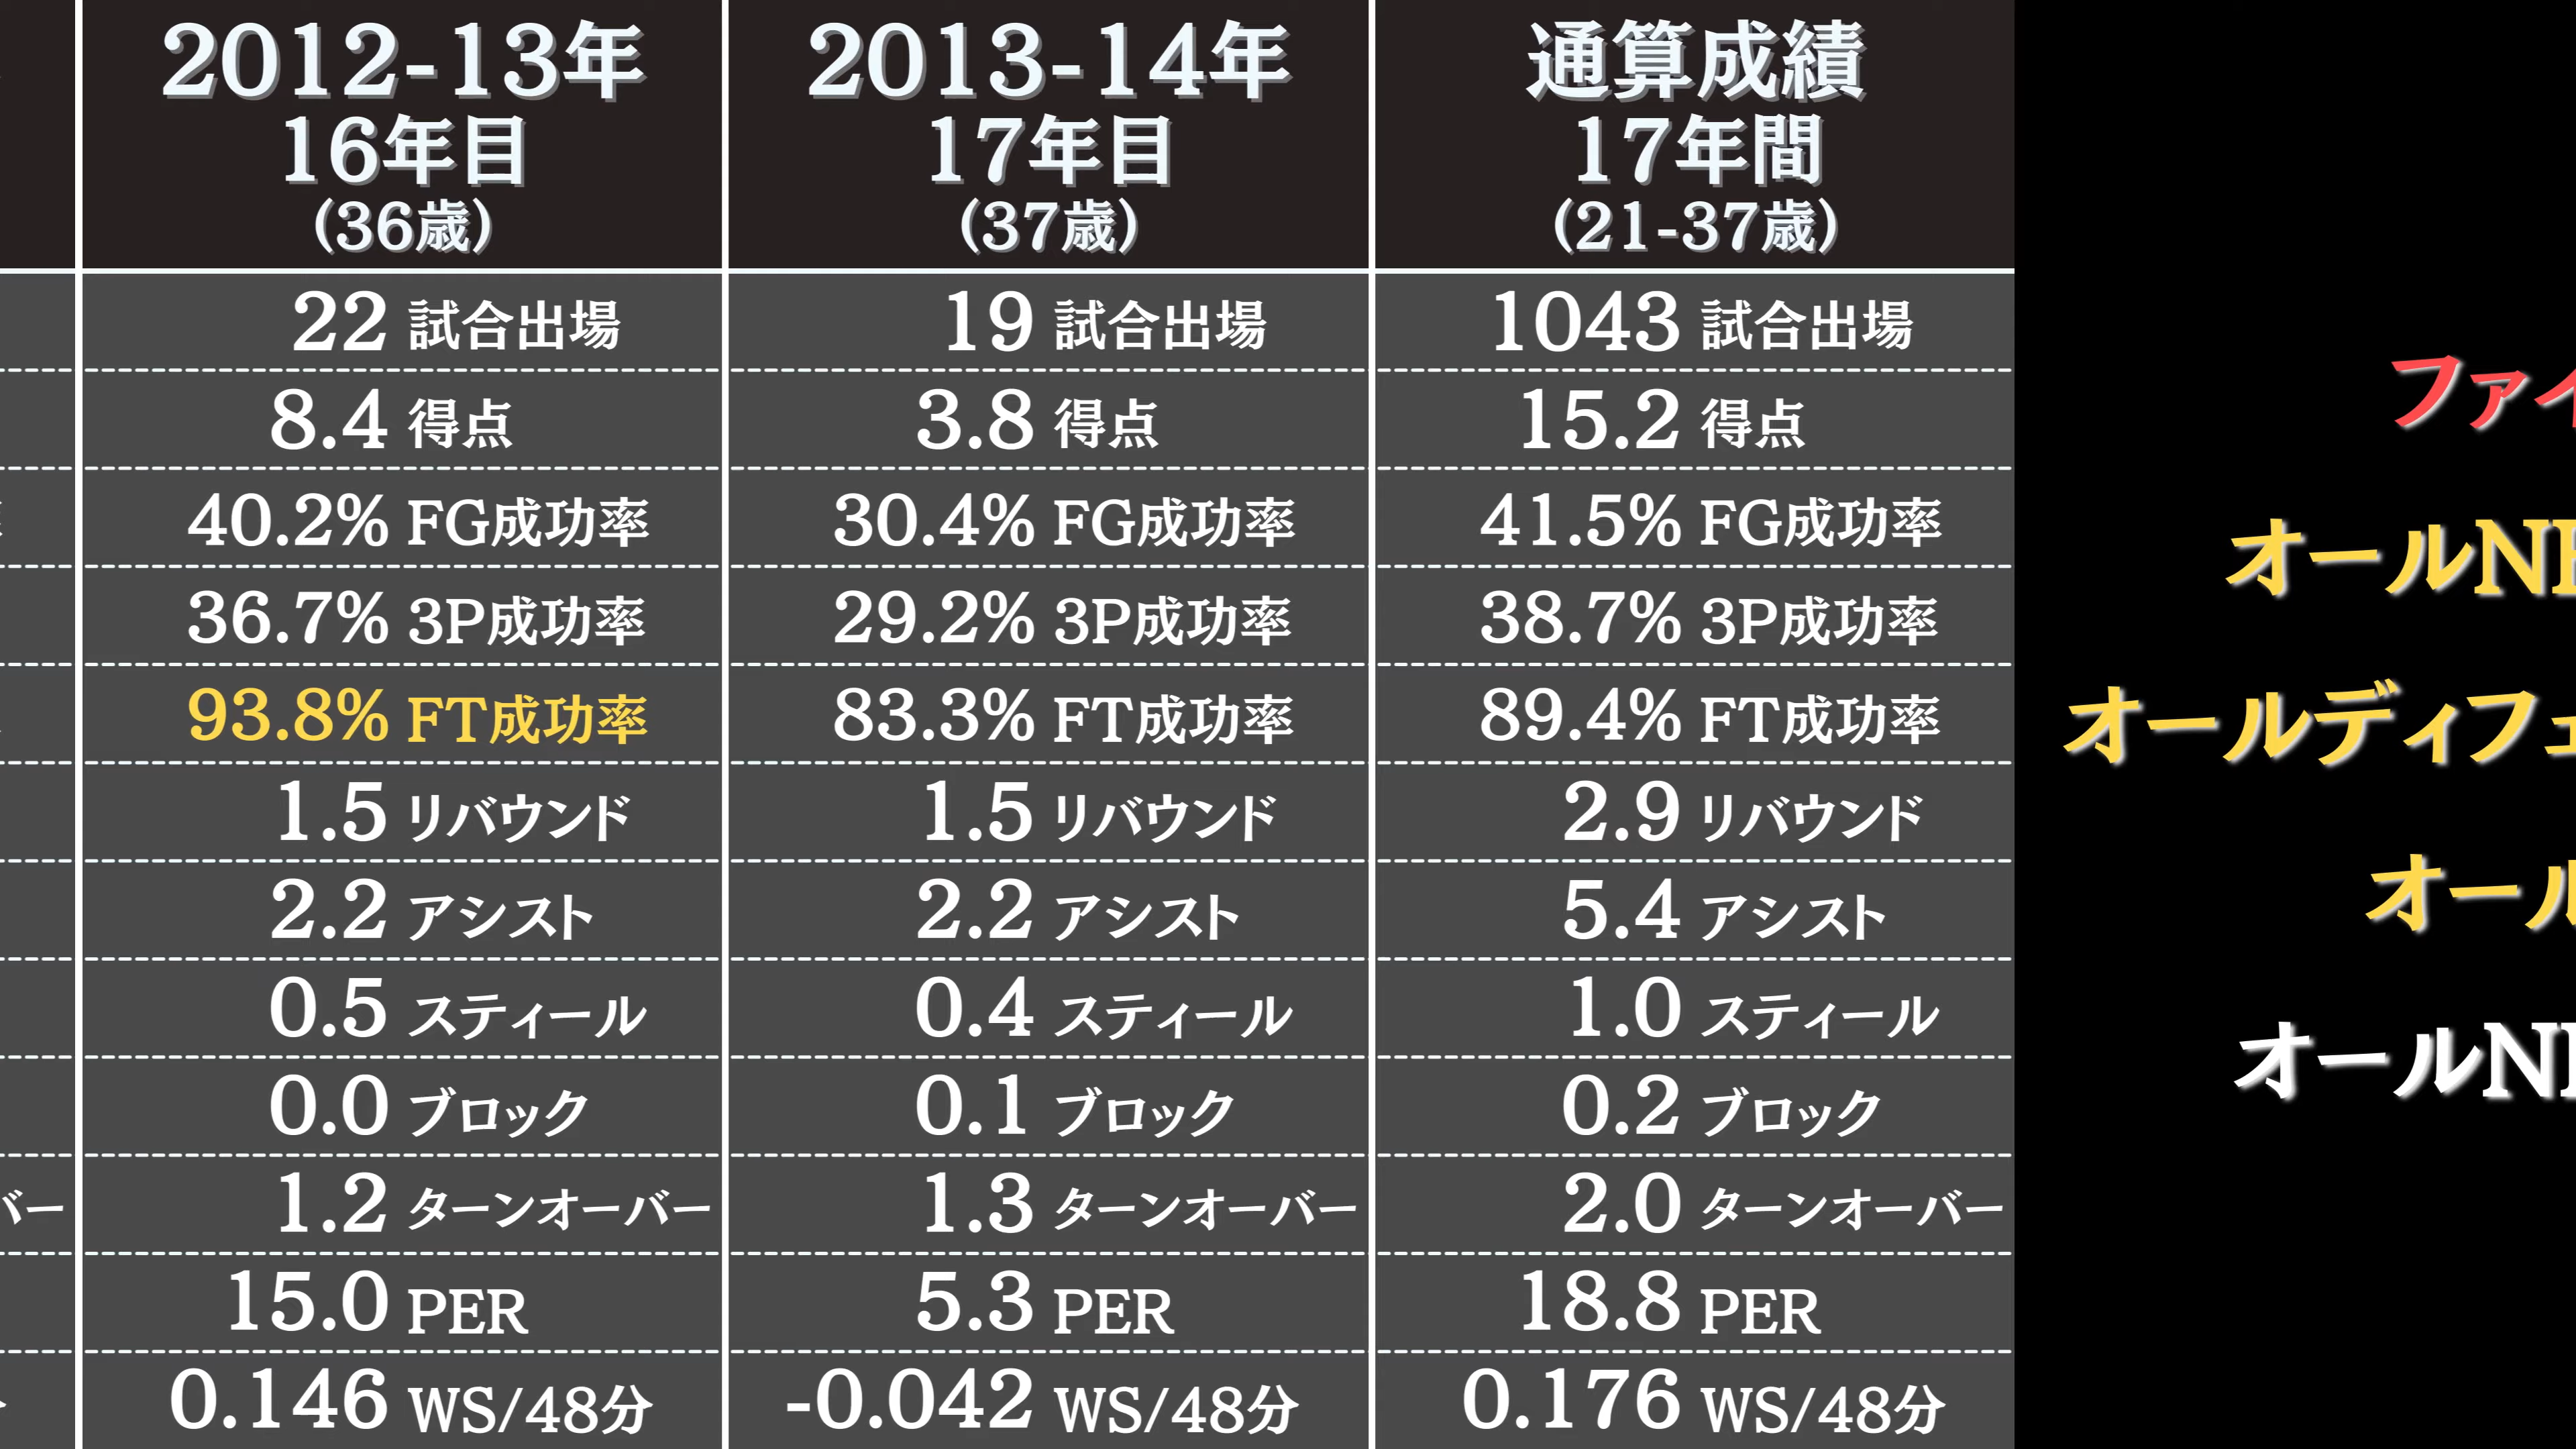 2012-13年
16年目
(36歳)
22 試合出場
8.4 得点
40.2% FG成功率
36.7% 3P成功率
93.8% FT成功率
1.5 リバウンド
2.2 アシスト
0.5 スティール
0.0 ブロック
1.2 ターンオーバー
15.0 PER
0.146 WS/48分
2013-14年
17年目
(37歳)
19 試合出場
3.8 得点
30.4% FG成功率
29.2% 3P成功率
83.3% FT成功率
1.5 リバウンド
2.2 アシスト
0.4 スティール
0.1 ブロック
1.3 ターンオーバー
5.3 PER
-0.042 WS/48分
通算成績
17年間
(21-37歳)
1043 試合出場
15.2 得点
41.5% FG成功率
38.7% 3P成功率
89.4% FT成功率
2.9 リバウンド
5.4 アシスト
1.0 スティール
0.2 ブロック
2.0 ターンオーバー
18.8 PER
0.176 WS/48分
ファイ
オールN
オールディフェ
オール
オールN